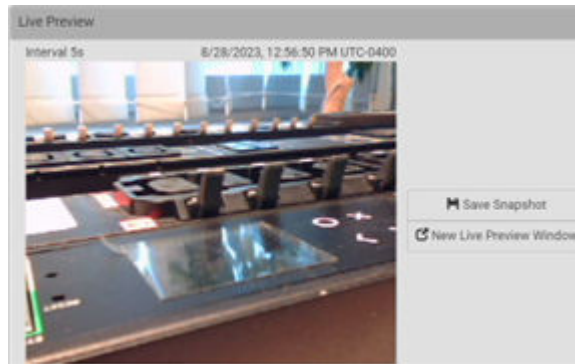 Live Preview
Interval 5s 8/28/2023, 12:56:50 PM UTC-0400
Save Snapshot
New Live Preview Window